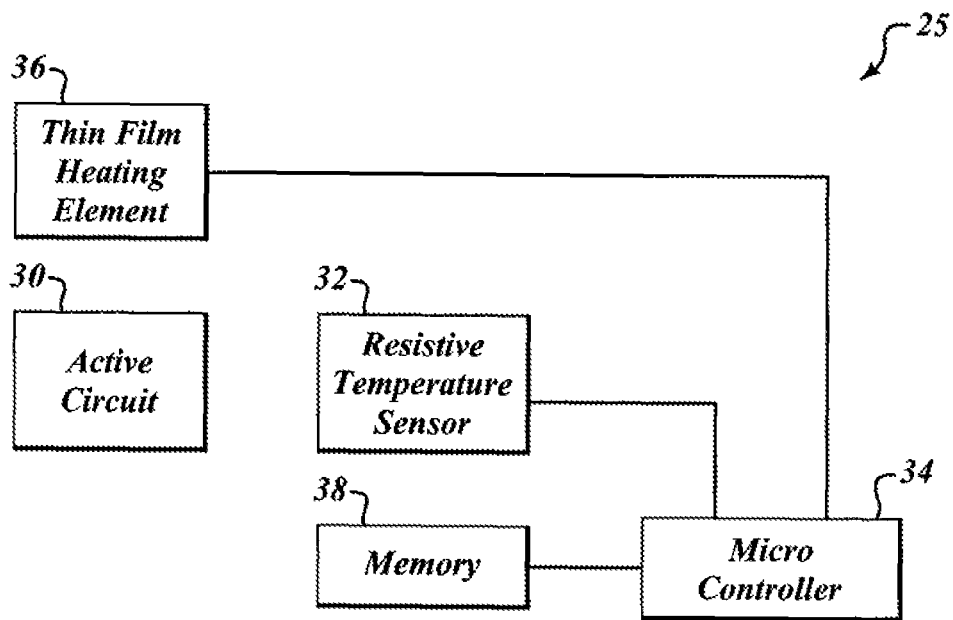 25
36
Thin Film
Heating
Element
30
Active
Circuit
32
Resistive
Temperature
Sensor
38
Memory
34
Micro
Controller